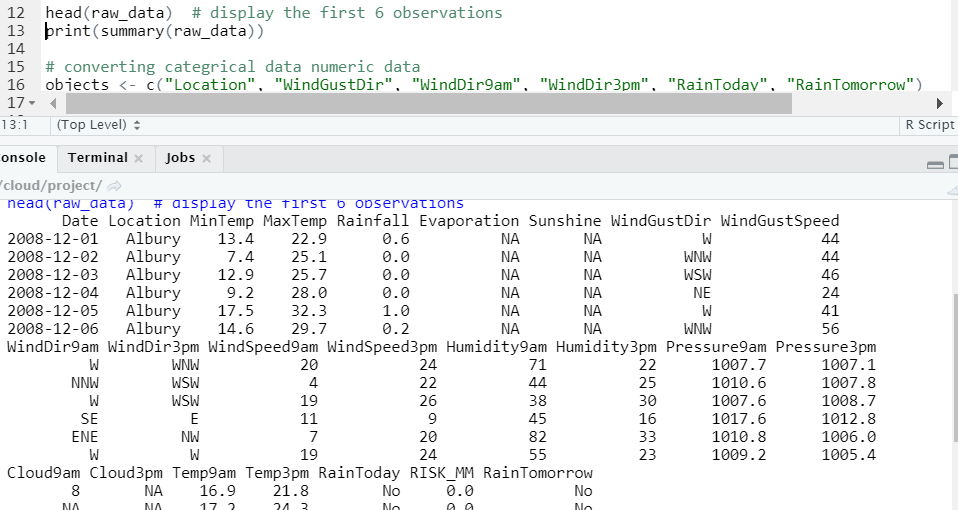 12 head(raw_data)  # display the first 6 observations
13 print(summary(raw_data))
14
15 # converting categrical data numeric data
16 objects <- c("Location", "WindGustDir", "WindDir9am", "WindDir3pm", "RainToday", "RainTomorrow")
17
13:1 (Top Level) R Script
onsole Terminal Jobs
/cloud/project/
head(raw_data)  # display the first 6 observations
Date Location MinTemp MaxTemp Rainfall Evaporation Sunshine WindGustDir WindGustSpeed
2008-12-01 Albury 13.4 22.9 0.6 NA NA W 44
2008-12-02 Albury 7.4 25.1 0.0 NA NA WNW 44
2008-12-03 Albury 12.9 25.7 0.0 NA NA WSW 46
2008-12-04 Albury 9.2 28.0 0.0 NA NA NE 24
2008-12-05 Albury 17.5 32.3 1.0 NA NA W 41
2008-12-06 Albury 14.6 29.7 0.2 NA NA WNW 56
WindDir9am WindDir3pm WindSpeed9am WindSpeed3pm Humidity9am Humidity3pm Pressure9am Pressure3pm
W WNW 20 24 71 22 1007.7 1007.1
NNW WSW 4 22 44 25 1010.6 1007.8
W WSW 19 26 38 30 1007.6 1008.7
SE E 11 9 45 16 1017.6 1012.8
ENE NW 7 20 82 33 1010.8 1006.0
W W 19 24 55 23 1009.2 1005.4
Cloud9am Cloud3pm Temp9am Temp3pm RainToday RISK_MM RainTomorrow
8 NA 16.9 21.8 No 0.0 No
NA NA 17.2 24.3 No 0.0 No